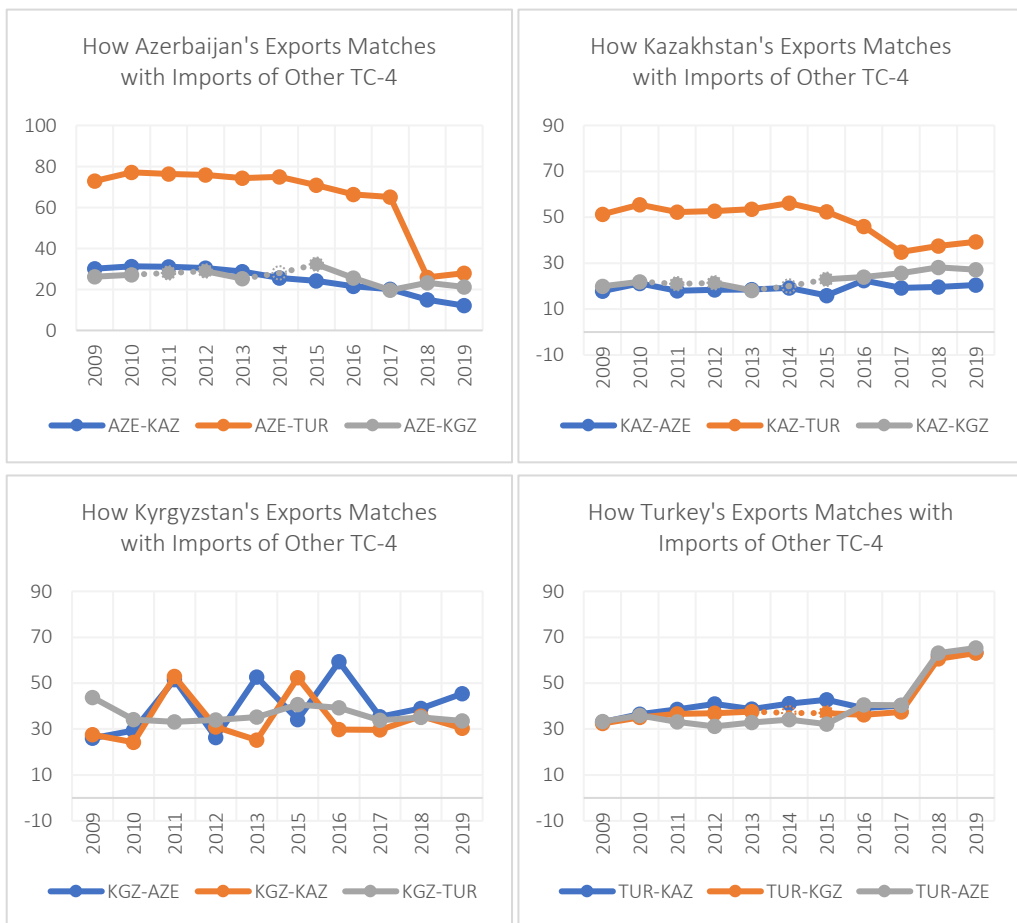 How Azerbaijan's Exports Matches
with Imports of Other TC-4
100
80
60
40
20
0
2009 2010 2011 2012 2013 2014 2015 2016 2017 2018 2019
AZE-KAZ AZE-TUR AZE-KGZ
How Kazakhstan's Exports Matches
with Imports of Other TC-4
90
70
50
30
10
-10
2009 2010 2011 2012 2013 2014 2015 2016 2017 2018 2019
KAZ-AZE KAZ-TUR KAZ-KGZ
How Kyrgyzstan's Exports Matches
with Imports of Other TC-4
90
70
50
30
10
-10
2009 2010 2011 2012 2013 2015 2016 2017 2018 2019
KGZ-AZE KGZ-KAZ KGZ-TUR
How Turkey's Exports Matches with
Imports of Other TC-4
90
70
50
30
10
-10
2009 2010 2011 2012 2013 2014 2015 2016 2017 2018 2019
TUR-KAZ TUR-KGZ TUR-AZE